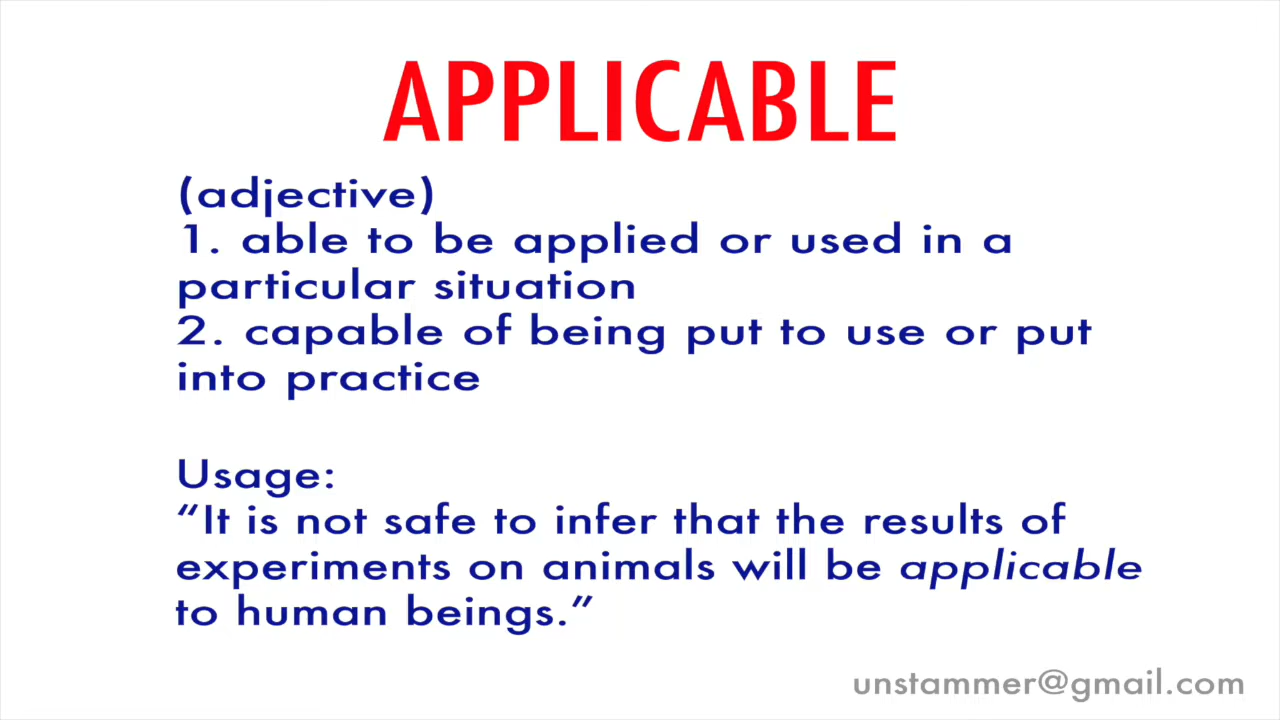 APPLICABLE
(adjective)
1. able to be applied or used in a
particular situation
2. capable of being put to use or put
into practice
Usage:
“It is not safe to infer that the results of
experiments on animals will be applicable
to human beings.”
unstammer@gmail.com